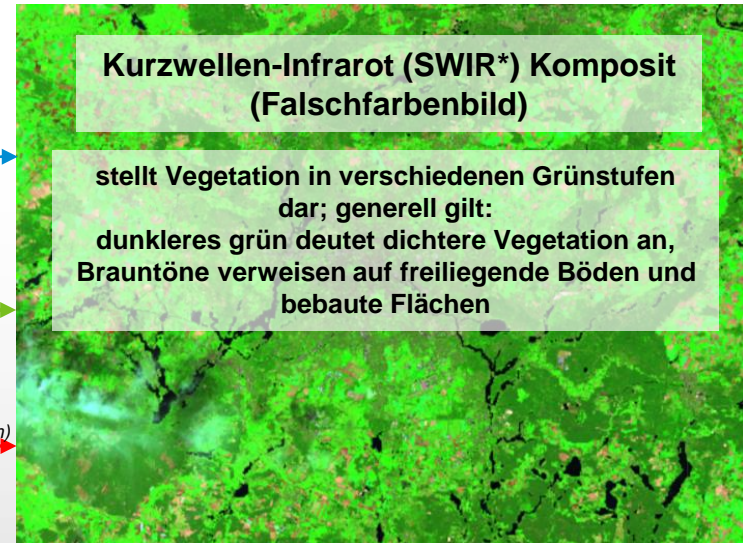 Kurzwellen-Infrarot (SWIR*) Komposit
(Falschfarbenbild)
stellt Vegetation in verschiedenen Grünstufen
dar; generell gilt:
dunkleres grün deutet dichtere Vegetation an,
Brauntöne verweisen auf freiliegende Böden und
bebaute Flächen